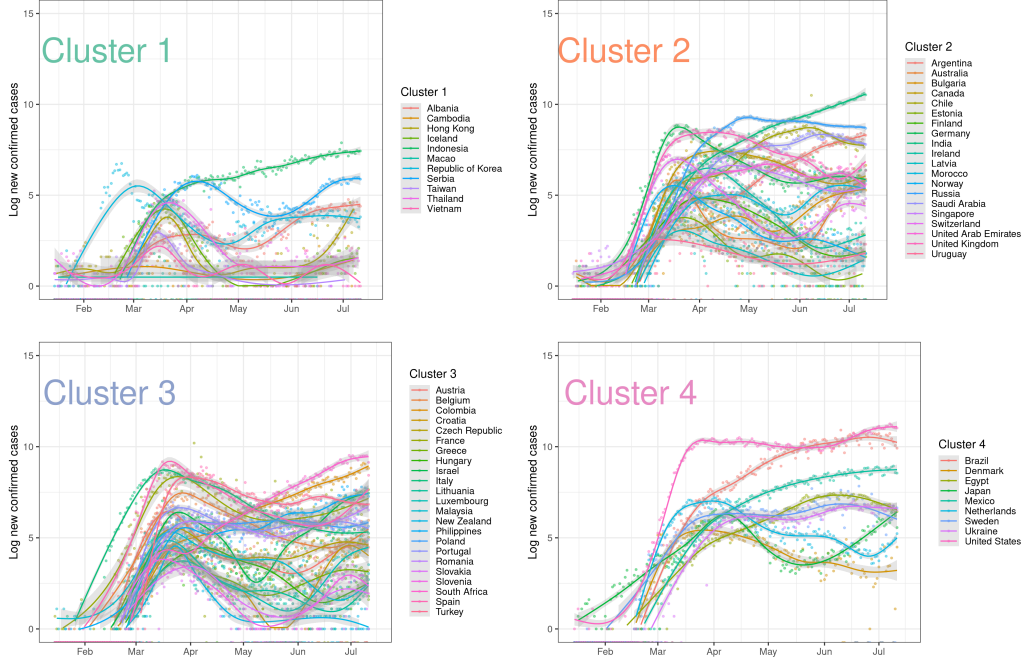 Cluster 1
Log new confirmed cases
15
10
5
0
Feb Mar Apr May Jun Jul
Cluster 1
Albania
Cambodia
Hong Kong
Iceland
Indonesia
Macao
Republic of Korea
Serbia
Taiwan
Thailand
Vietnam
Cluster 2
Log new confirmed cases
15
10
5
0
Feb Mar Apr May Jun Jul
Cluster 2
Argentina
Australia
Bulgaria
Canada
Chile
Estonia
Finland
Germany
India
Ireland
Latvia
Morocco
Norway
Russia
Saudi Arabia
Singapore
Switzerland
United Arab Emirates
United Kingdom
Uruguay
Cluster 3
Log new confirmed cases
15
10
5
0
Feb Mar Apr May Jun Jul
Cluster 3
Austria
Belgium
Colombia
Croatia
Czech Republic
France
Greece
Hungary
Israel
Italy
Lithuania
Luxembourg
Malaysia
New Zealand
Philippines
Poland
Portugal
Romania
Slovakia
Slovenia
South Africa
Spain
Turkey
Cluster 4
Log new confirmed cases
15
10
5
0
Feb Mar Apr May Jun Jul
Cluster 4
Brazil
Denmark
Egypt
Japan
Mexico
Netherlands
Sweden
Ukraine
United States